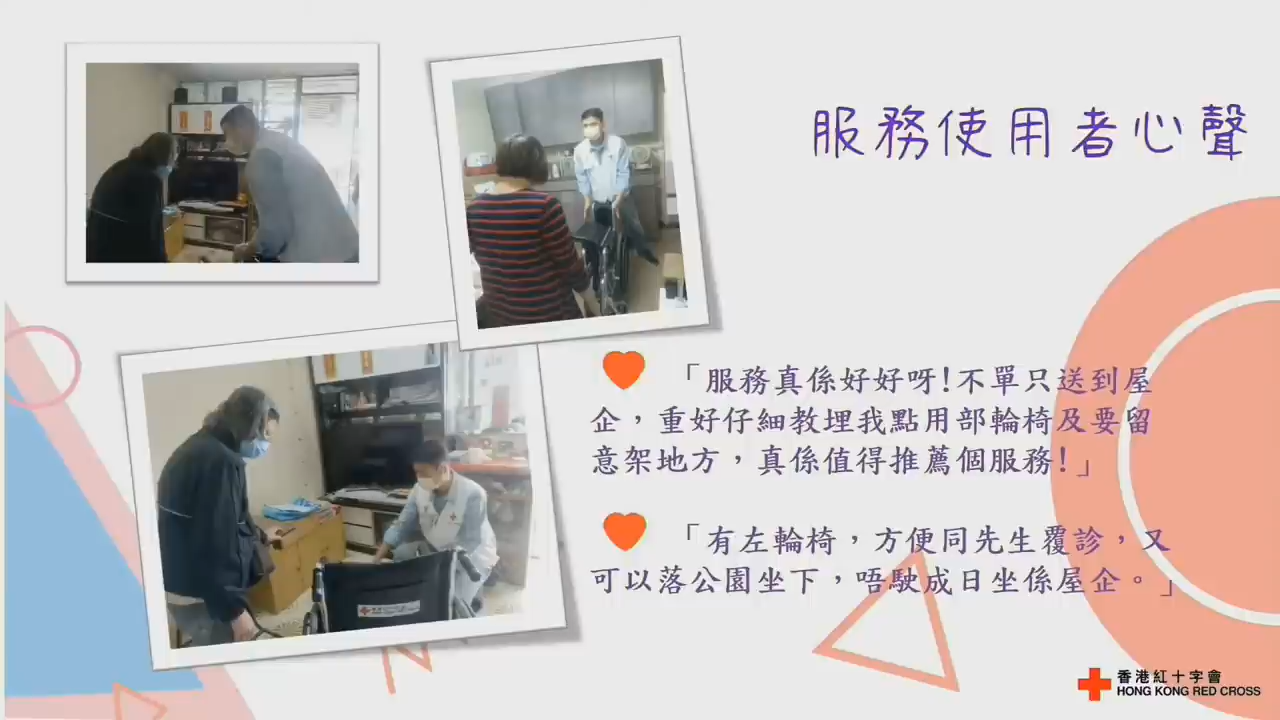 服務使用者心聲
「服務真係好好呀!不單只送到屋
企，重好仔細教埋我點用部輪椅及要留
意架地方，真係值得推薦個服務!」
「有左輪椅，方便同先生覆診，又
可以落公園坐下，唔駛成日坐係屋企。」
香港紅十字會
HONG KONG RED CROSS